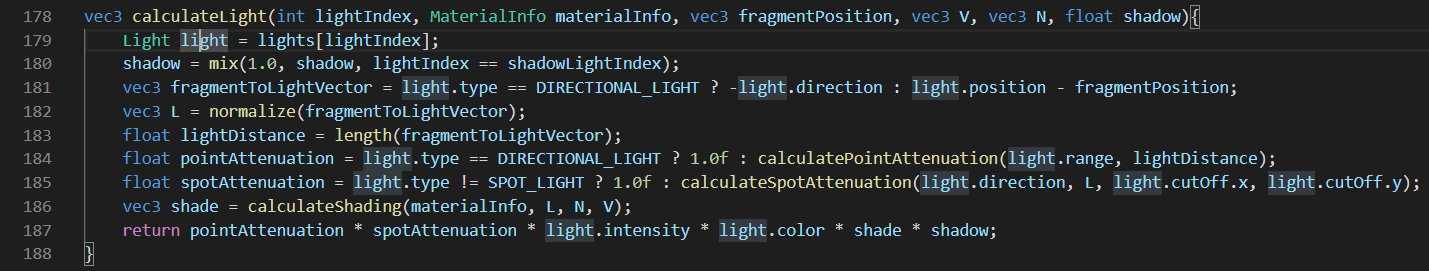 178 vec3 calculateLight(int lightIndex, MaterialInfo materialInfo, vec3 fragmentPosition, vec3 V, vec3 N, float shadow){
179     Light light = lights[lightIndex];
180     shadow = mix(1.0, shadow, lightIndex == shadowLightIndex);
181     vec3 fragmentToLightVector = light.type == DIRECTIONAL_LIGHT ? -light.direction : light.position - fragmentPosition;
182     vec3 L = normalize(fragmentToLightVector);
183     float lightDistance = length(fragmentToLightVector);
184     float pointAttenuation = light.type == DIRECTIONAL_LIGHT ? 1.0f : calculatePointAttenuation(light.range, lightDistance);
185     float spotAttenuation = light.type != SPOT_LIGHT ? 1.0f : calculateSpotAttenuation(light.direction, L, light.cutOff.x, light.cutOff.y);
186     vec3 shade = calculateShading(materialInfo, L, N, V);
187     return pointAttenuation * spotAttenuation * light.intensity * light.color * shade * shadow;
188 }